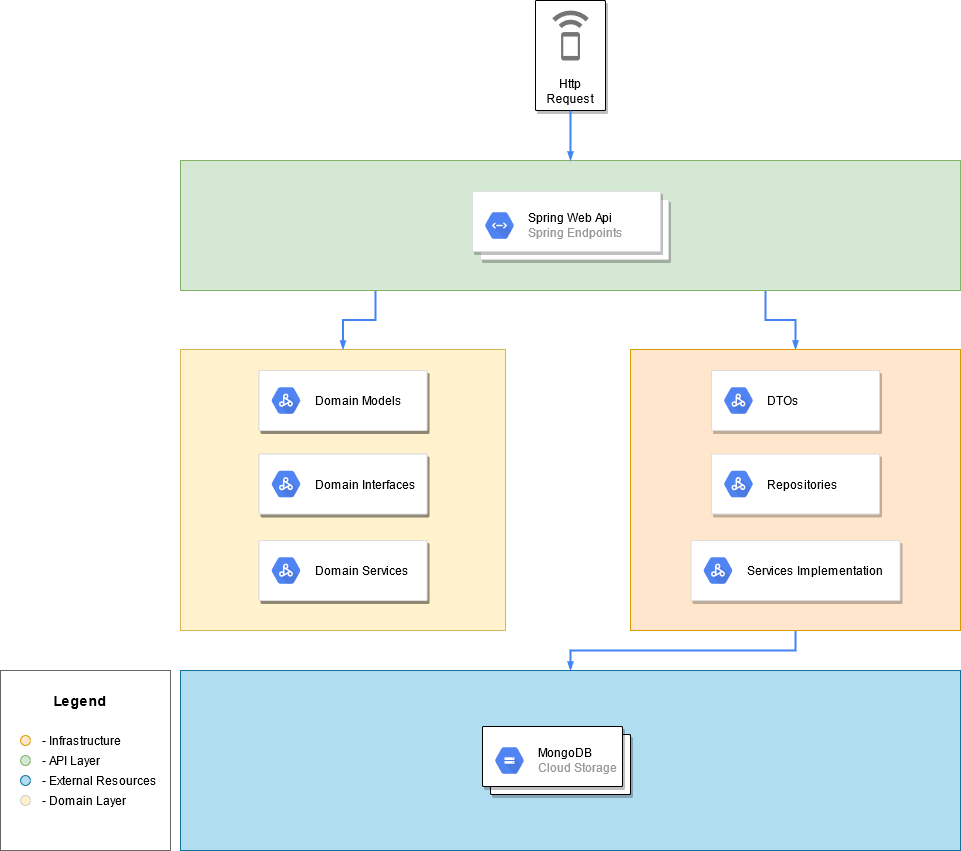 Http
Request
Spring Web Api
Spring Endpoints
Domain Models
Domain Interfaces
Domain Services
DTOs
Repositories
Services Implementation
Legend
- Infrastructure
- API Layer
- External Resources
- Domain Layer
MongoDB
Cloud Storage